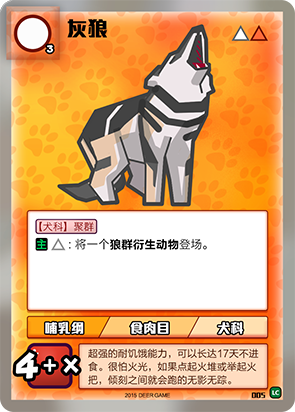 3
灰狼
【犬科】聚群
主 △：将一个狼群衍生动物登场。
哺乳纲 / 食肉目 / 犬科
4+X
超强的耐饥饿能力，可以长达17天不进
食。很怕火光，如果点起火堆或举起火
把，倾刻之间就会跑的无影无踪。
2015 DEER GAME
005
LC